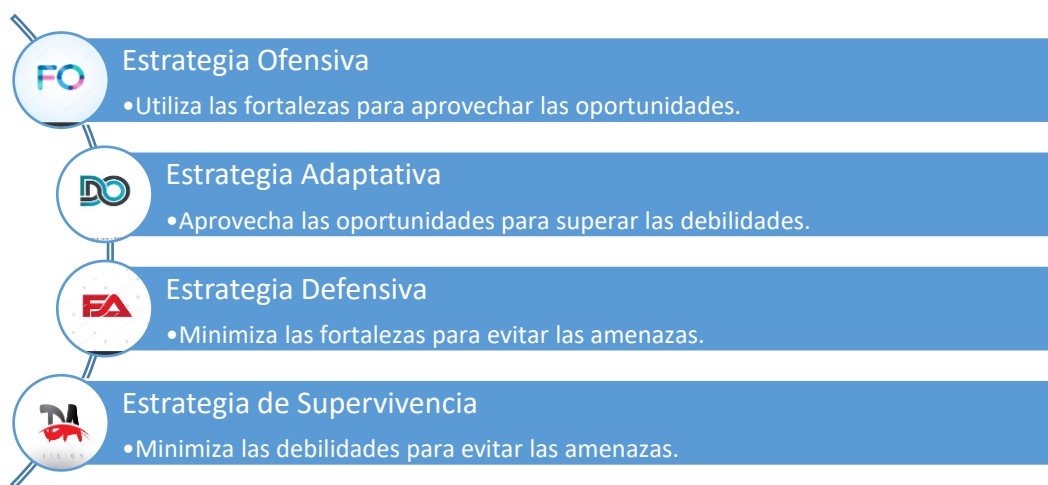 FO
Estrategia Ofensiva
•Utiliza las fortalezas para aprovechar las oportunidades.
DO
Estrategia Adaptativa
•Aprovecha las oportunidades para superar las debilidades.
FA
Estrategia Defensiva
•Minimiza las fortalezas para evitar las amenazas.
DA
Estrategia de Supervivencia
•Minimiza las debilidades para evitar las amenazas.